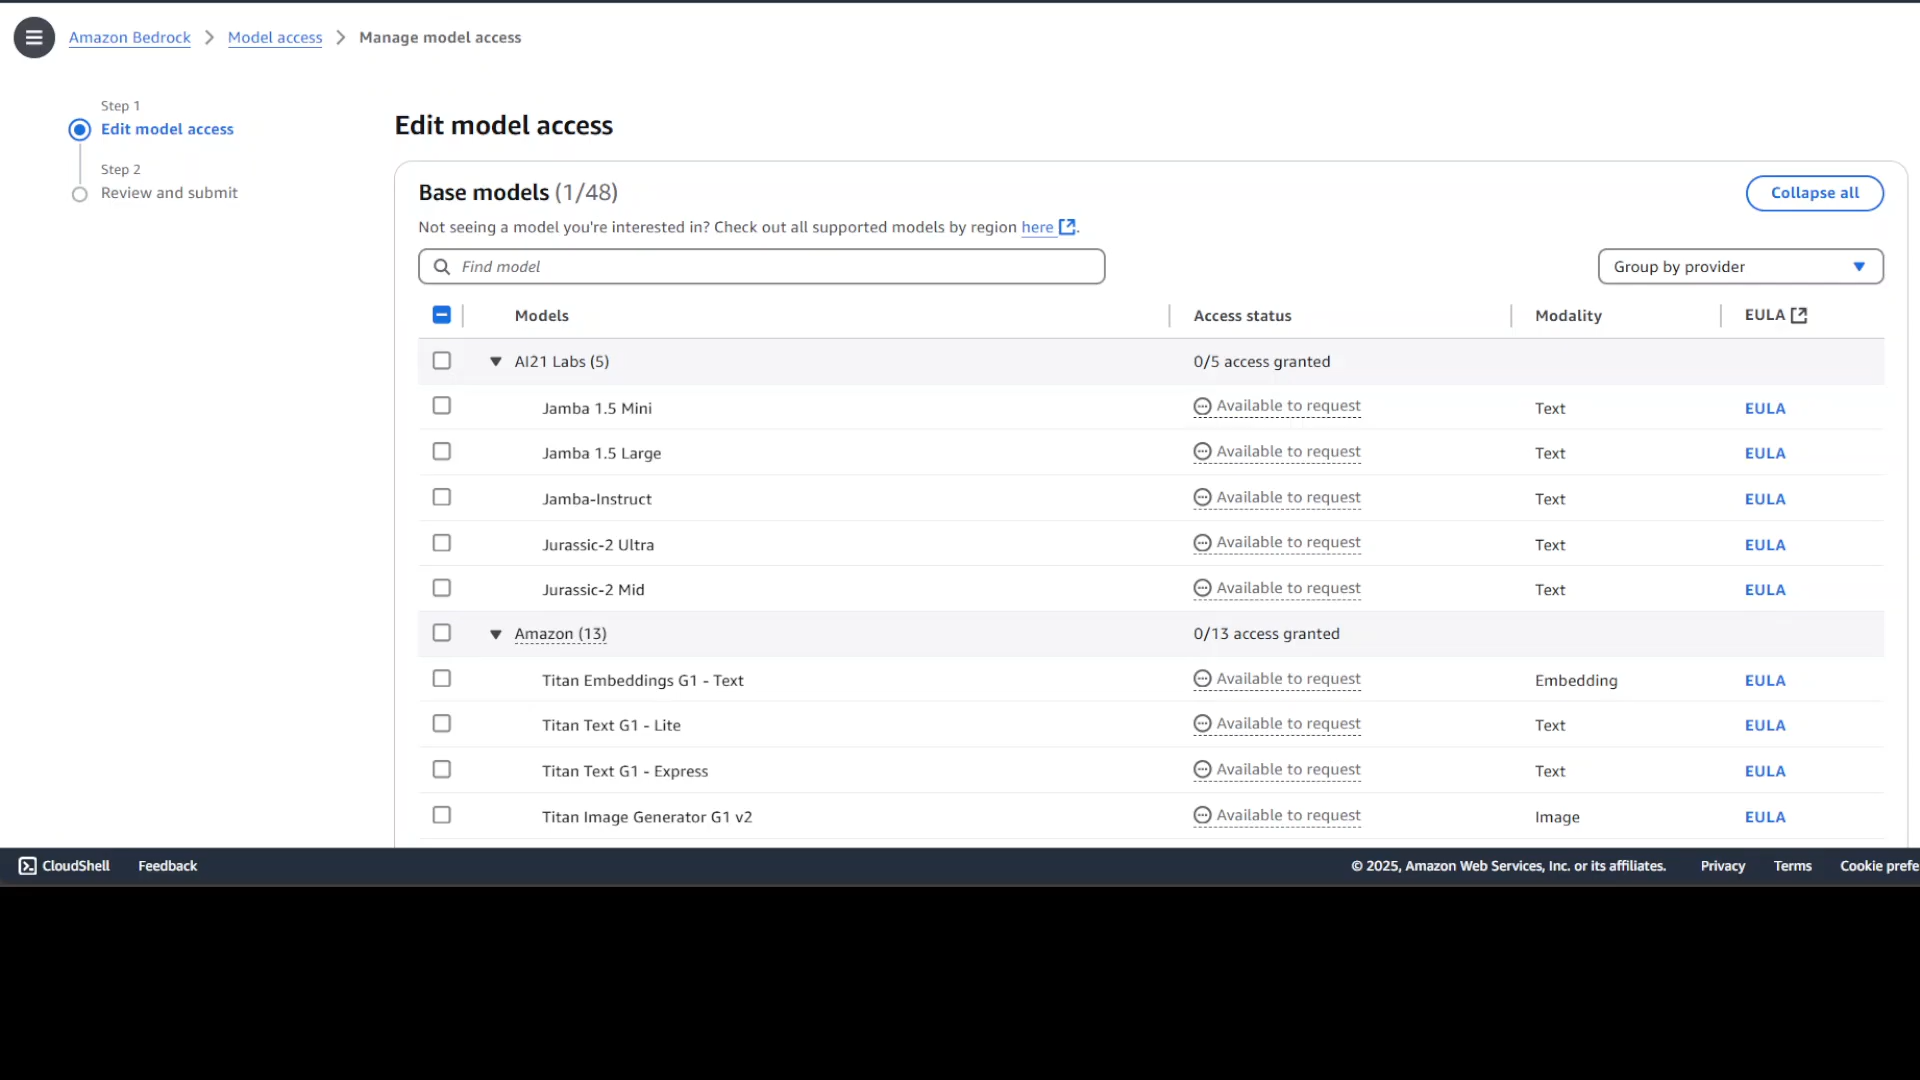 Amazon Bedrock > Model access > Manage model access
Step 1
Edit model access
Step 2
Review and submit
Edit model access
Base models (1/48)
Collapse all
Not seeing a model you're interested in? Check out all supported models by region here.
Find model
Group by provider
Models Access status Modality EULA
AI21 Labs (5) 0/5 access granted
Jamba 1.5 Mini Available to request Text EULA
Jamba 1.5 Large Available to request Text EULA
Jamba-Instruct Available to request Text EULA
Jurassic-2 Ultra Available to request Text EULA
Jurassic-2 Mid Available to request Text EULA
Amazon (13) 0/13 access granted
Titan Embeddings G1 - Text Available to request Embedding EULA
Titan Text G1 - Lite Available to request Text EULA
Titan Text G1 - Express Available to request Text EULA
Titan Image Generator G1 v2 Available to request Image EULA
CloudShell Feedback © 2025, Amazon Web Services, Inc. or its affiliates. Privacy Terms Cookie prefe